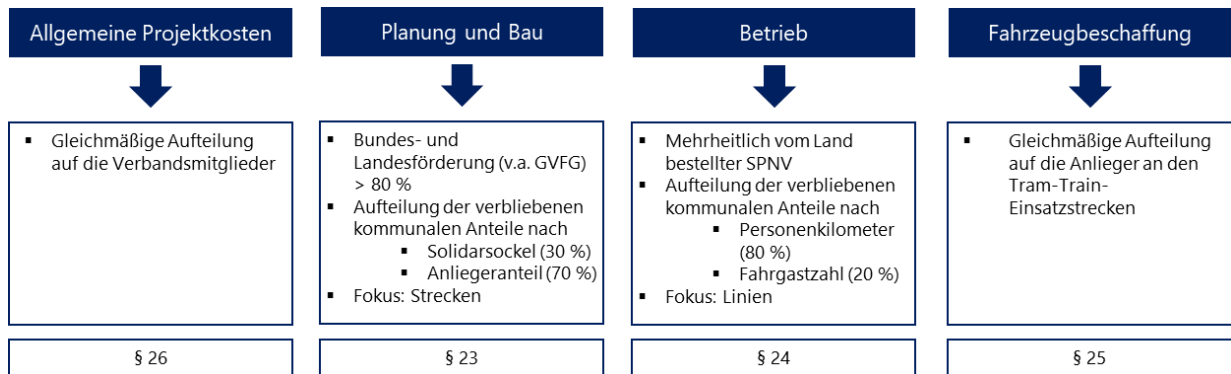 Allgemeine Projektkosten
▪ Gleichmäßige Aufteilung
auf die Verbandsmitglieder
§ 26
Planung und Bau
▪ Bundes- und
Landesförderung (v.a. GVFG)
> 80 %
▪ Aufteilung der verbliebenen
kommunalen Anteile nach
▪ Solidarsockel (30 %)
▪ Anliegeranteil (70 %)
▪ Fokus: Strecken
§ 23
Betrieb
▪ Mehrheitlich vom Land
bestellter SPNV
▪ Aufteilung der verbliebenen
kommunalen Anteile nach
▪ Personenkilometer
(80 %)
▪ Fahrgastzahl (20 %)
▪ Fokus: Linien
§ 24
Fahrzeugbeschaffung
▪ Gleichmäßige Aufteilung
auf die Anlieger an den
Tram-Train-
Einsatzstrecken
§ 25